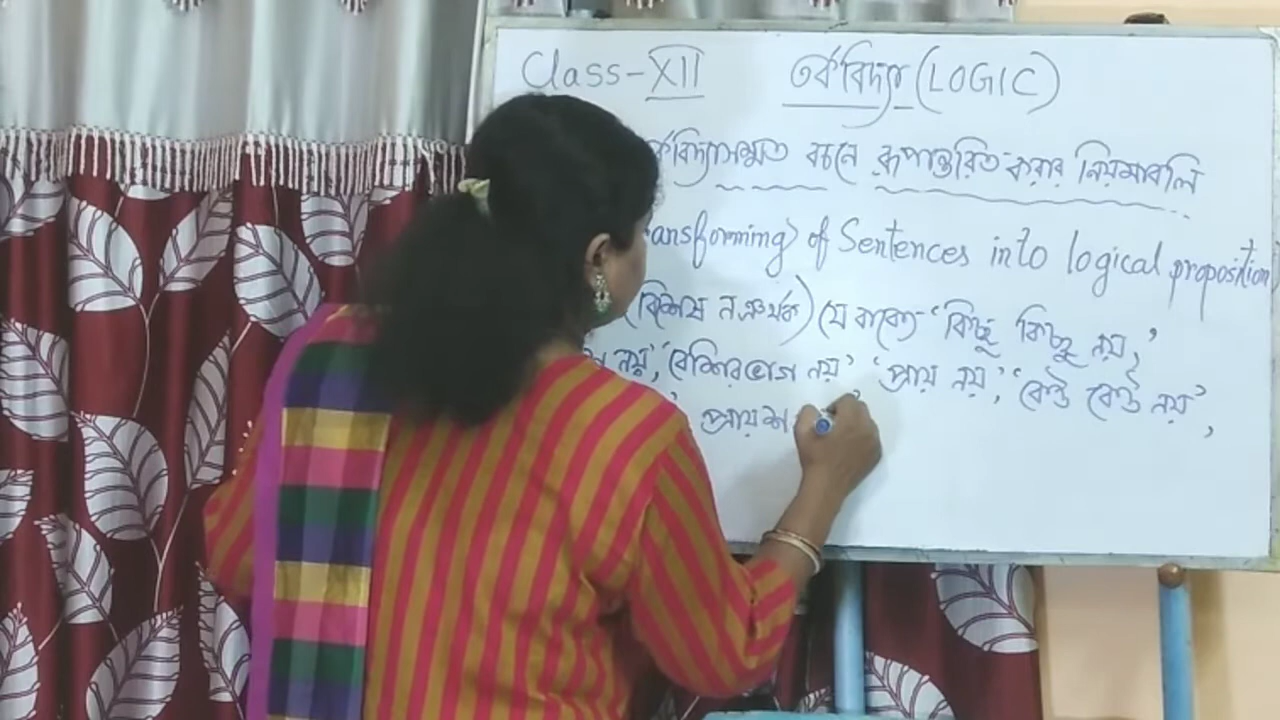 Class-XII তর্কবিদ্যা (LOGIC)
র্কবিদ্যাসম্মত বচনে রূপান্তরিত করার নিয়মাবলি
ansforming) of Sentences into logical proposition
(বিশেষ নঞর্থক) যে বাক্যে 'কিছু কিছু নয়,'
নয়', 'বেশিরভাগ নয়' 'প্রায় নয়', 'কেউ কেউ নয়',
প্রায়শ